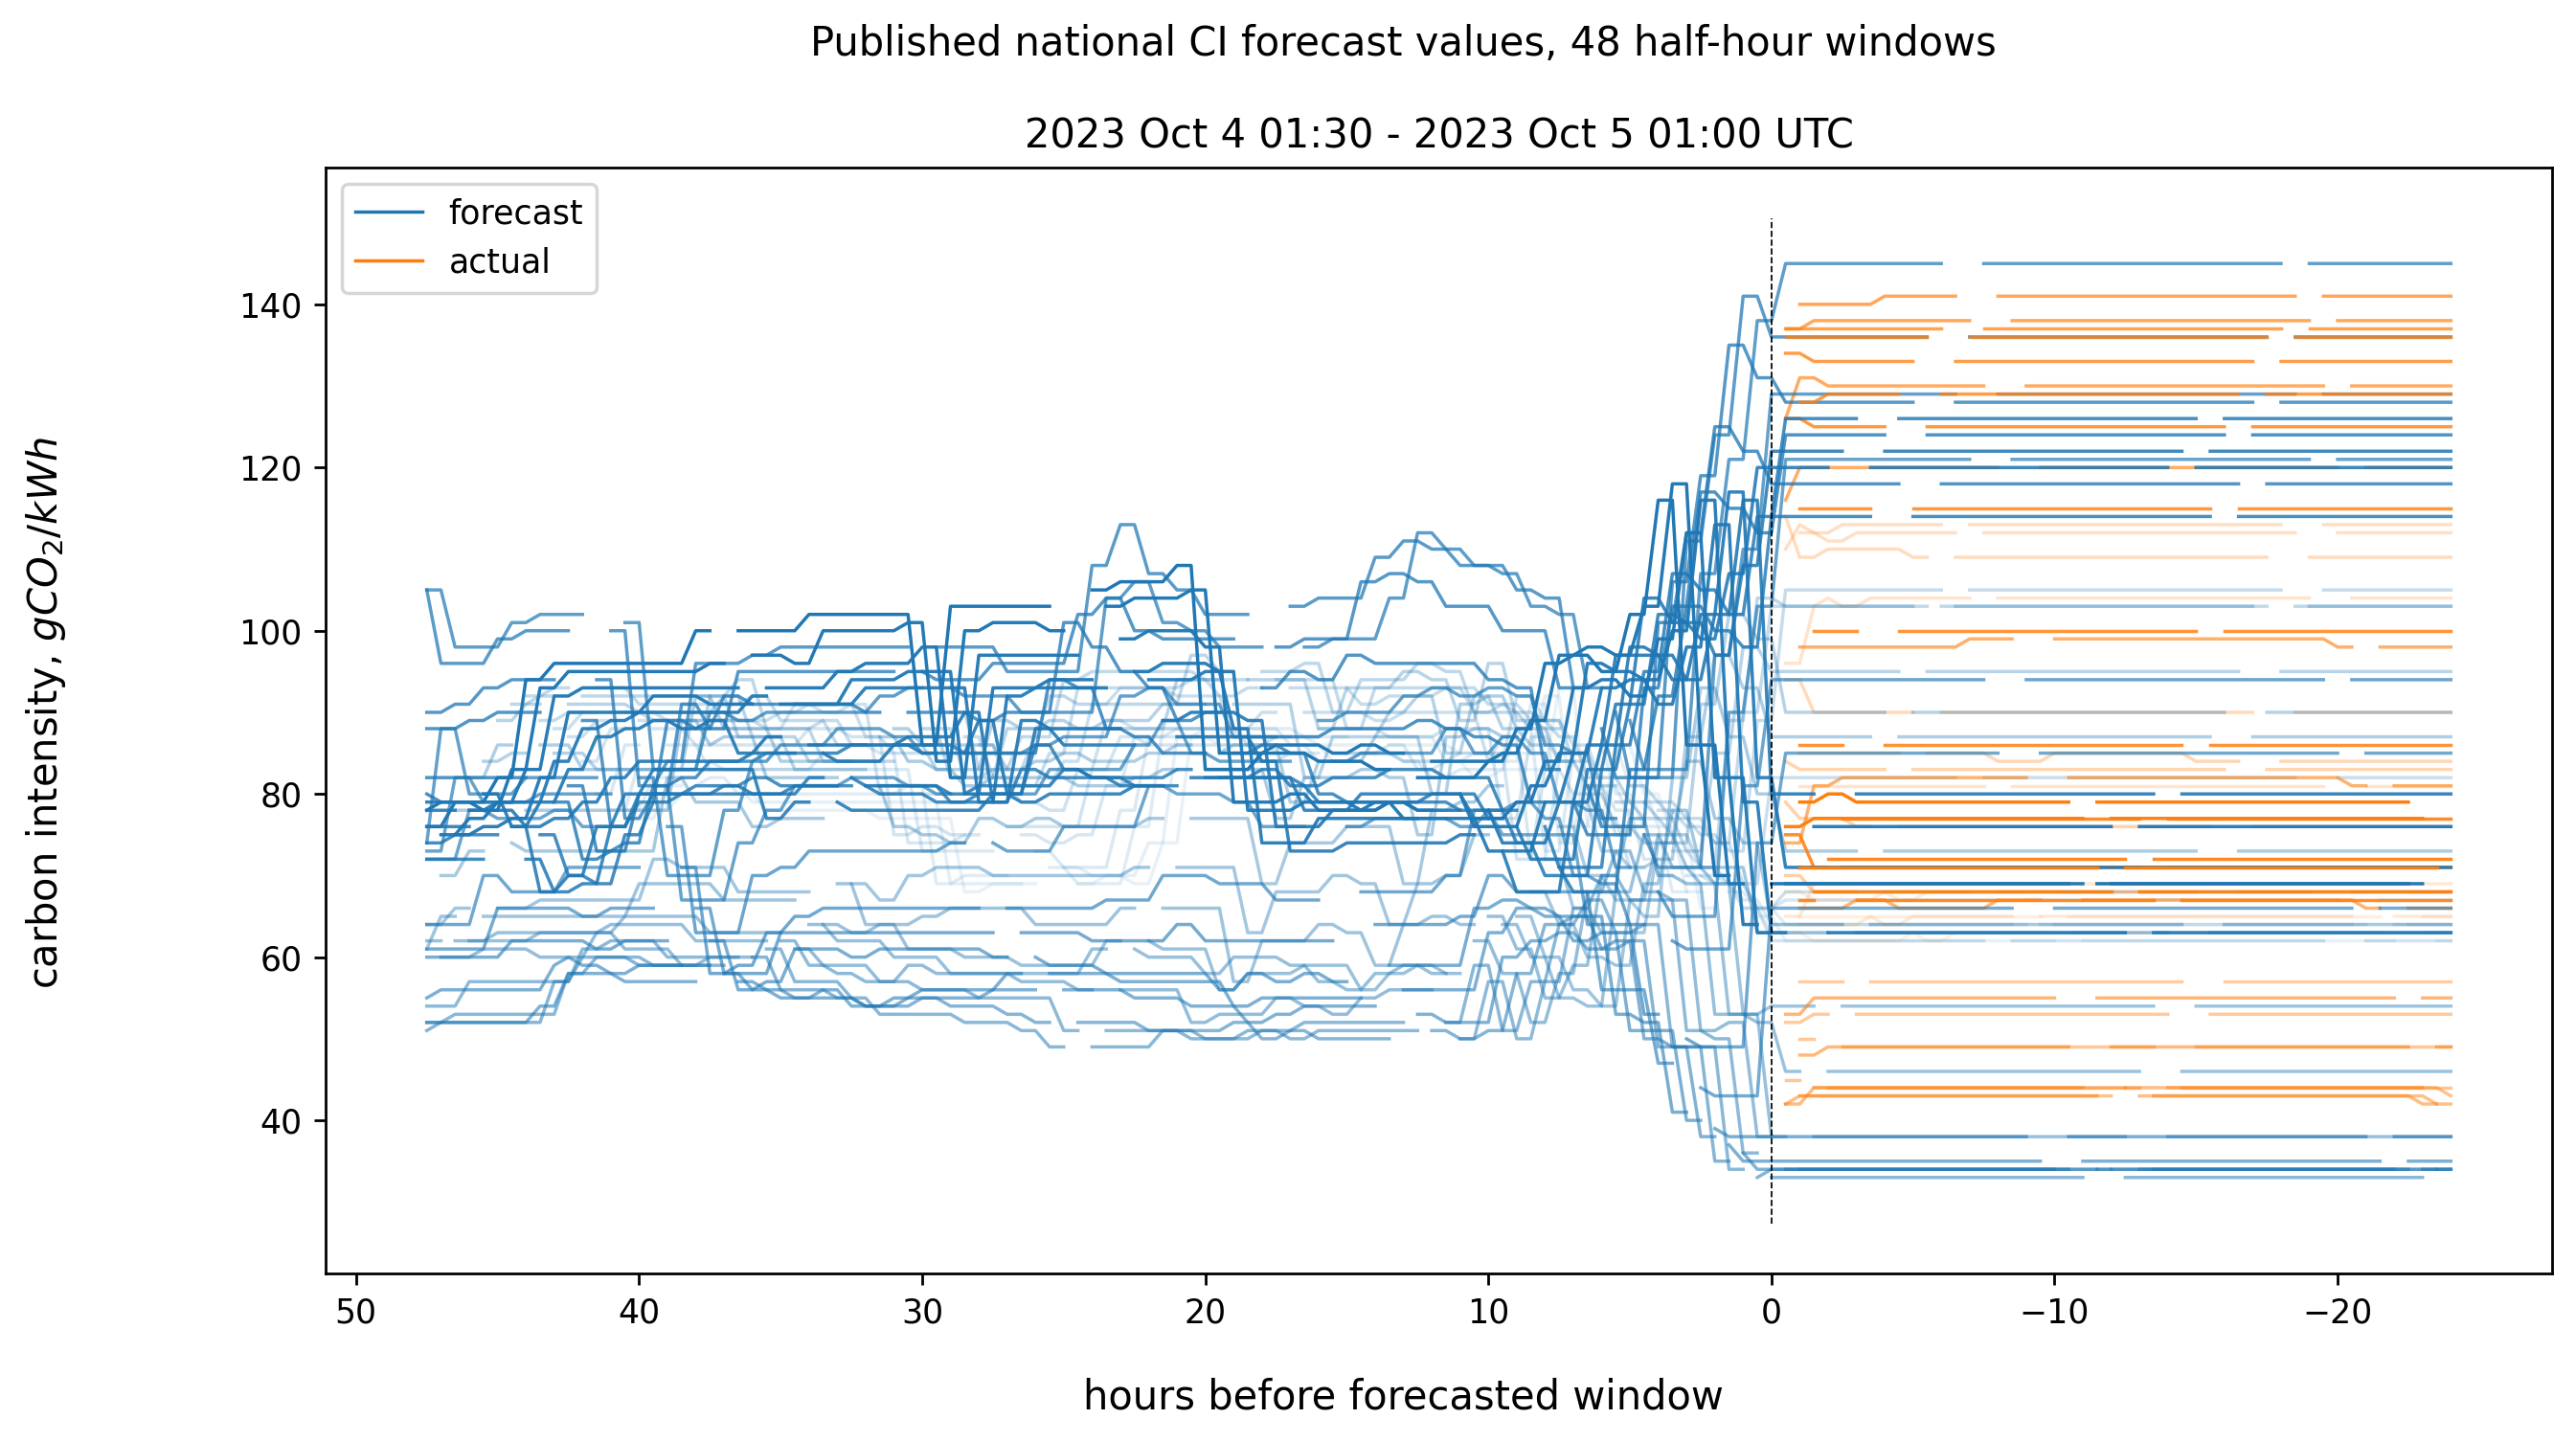 Published national CI forecast values, 48 half-hour windows
2023 Oct 4 01:30 - 2023 Oct 5 01:00 UTC
forecast
actual
carbon intensity, gCO₂/kWh
140
120
100
80
60
40
50 40 30 20 10 0 −10 −20
hours before forecasted window